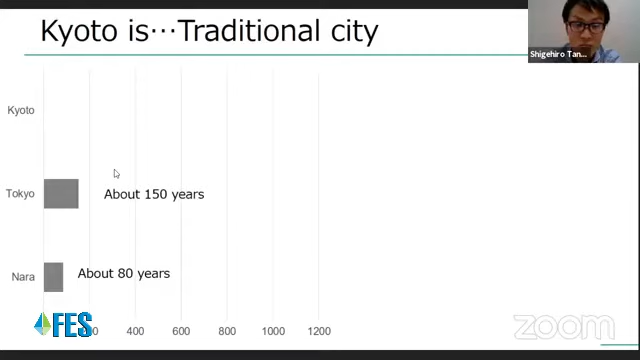 Kyoto is…Traditional city
Shigehiro Tan...
Kyoto
Tokyo
About 150 years
Nara
About 80 years
FES
400
600
800
1000
1200
zoom